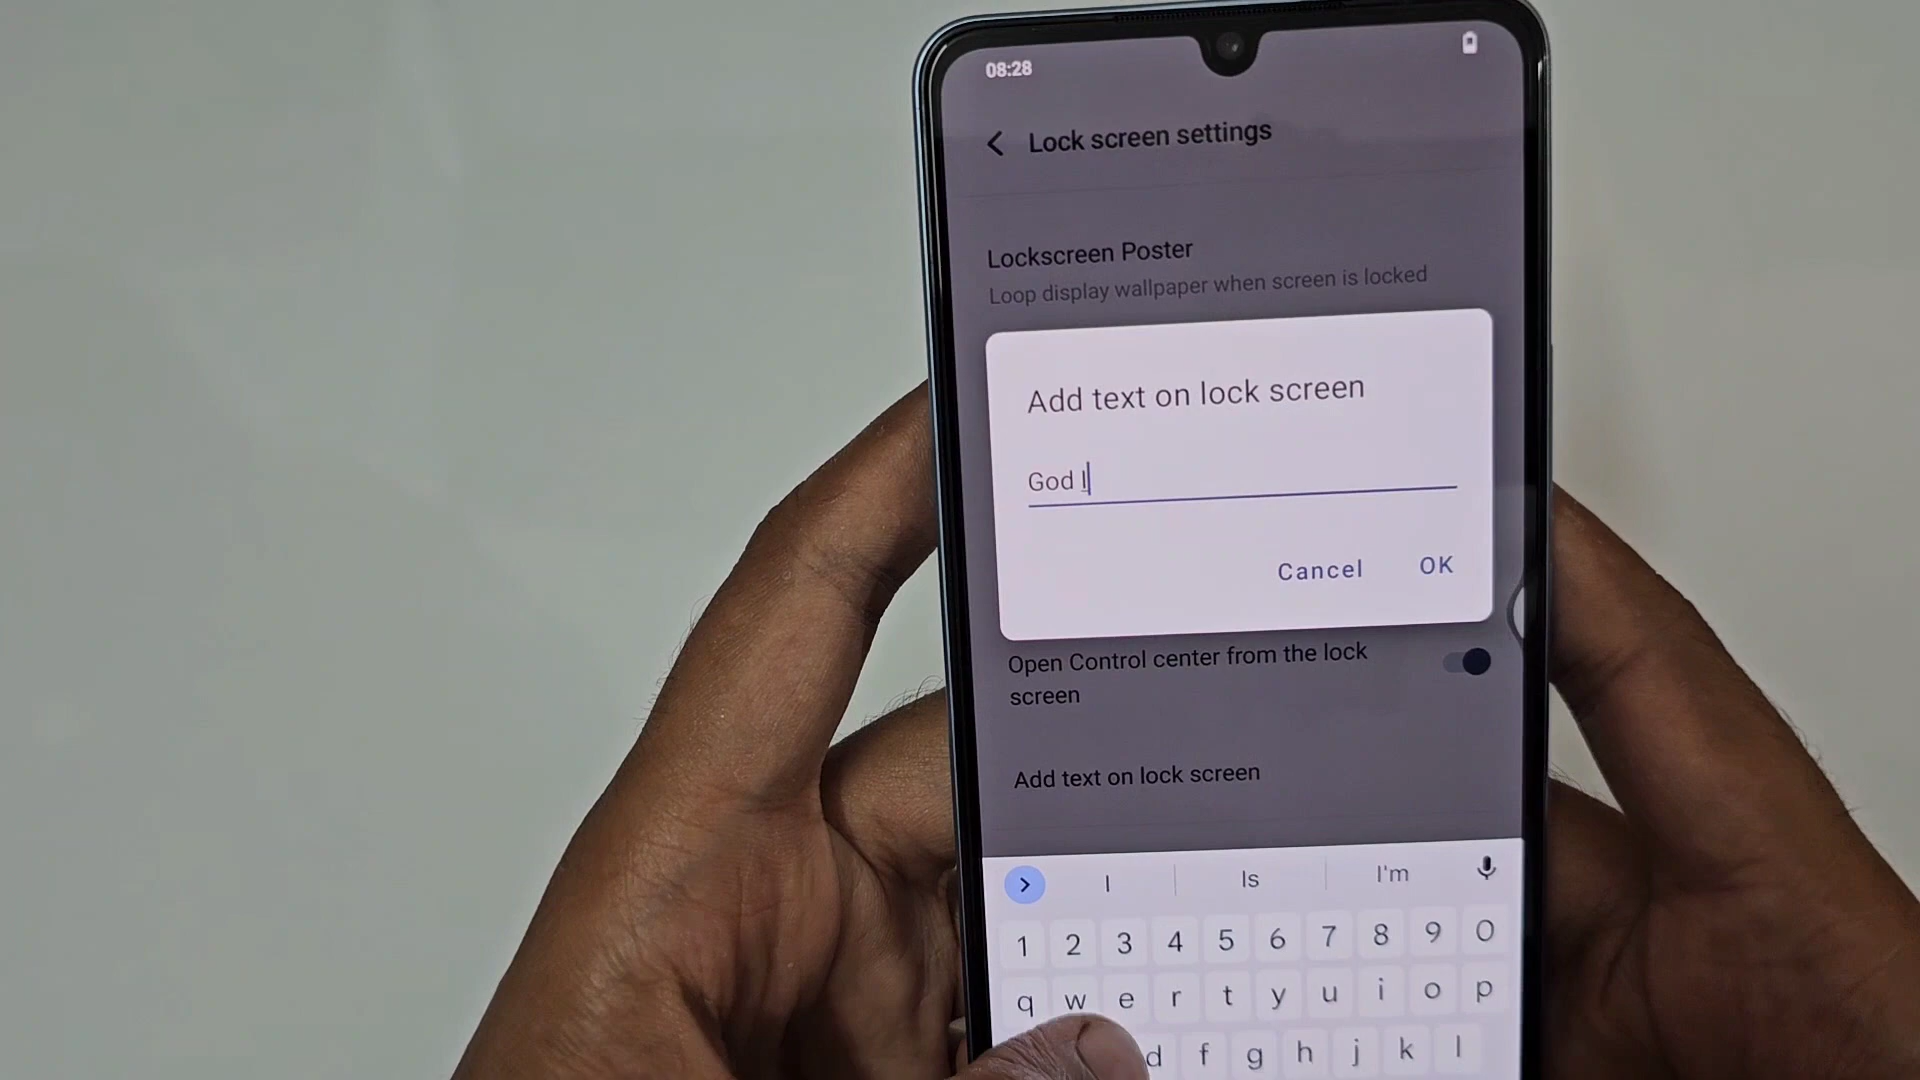 08:28
Lock screen settings
Lockscreen Poster
Loop display wallpaper when screen is locked
Add text on lock screen
God I
Cancel OK
Open Control center from the lock
screen
Add text on lock screen
I Is I'm
1 2 3 4 5 6 7 8 9 0
q w e r t y u i o p
d f g h j k l